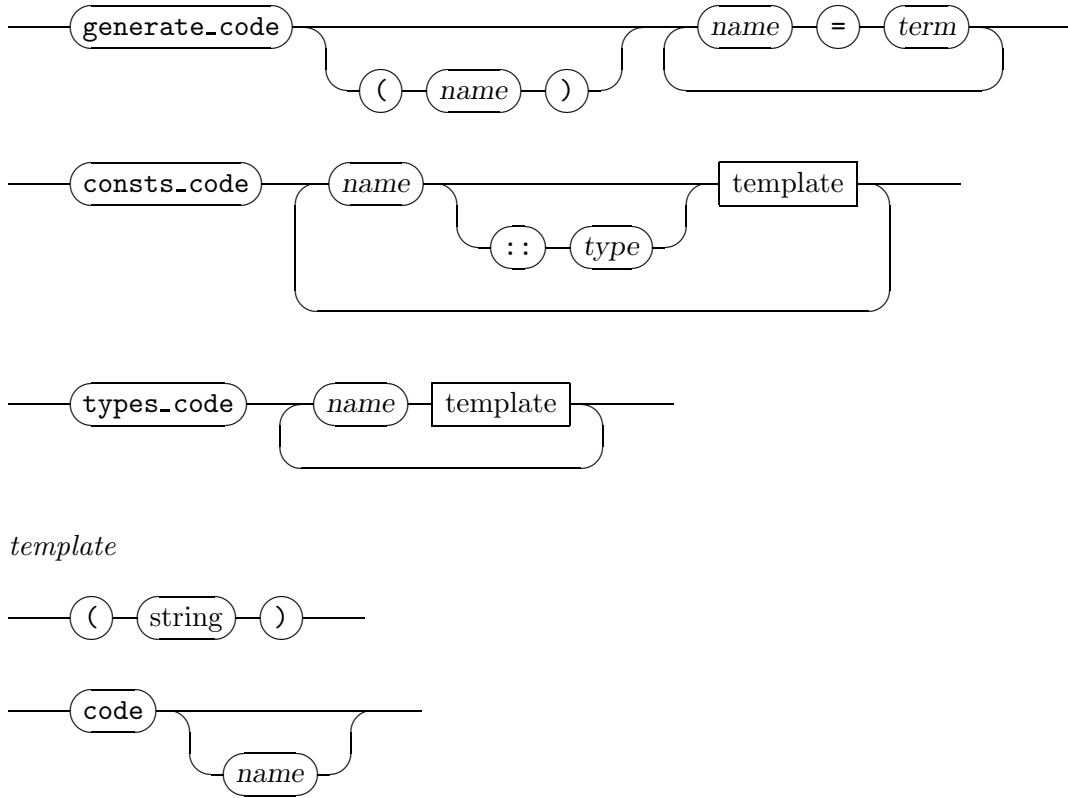 generate_code name = term
( name )
consts_code name template
:: type
types_code name template
template
( string )
code
name